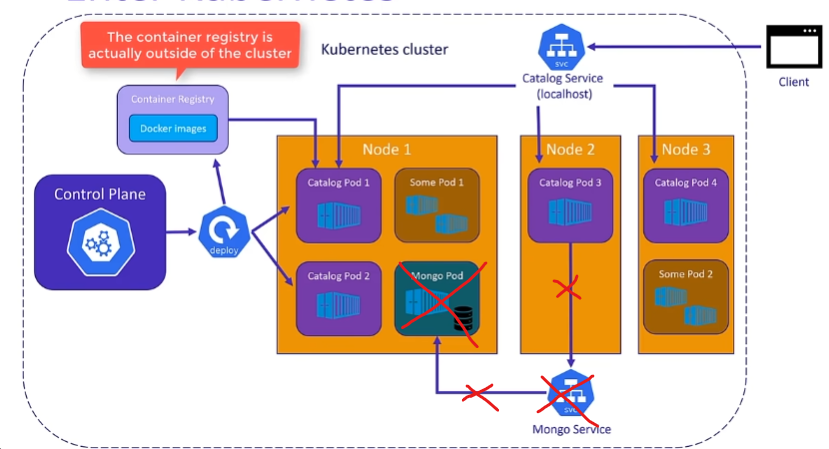 The container registry is
actually outside of the cluster
Kubernetes cluster
svc
Catalog Service
(localhost)
Client
Container Registry
Docker images
Control Plane
deploy
Node 1
Catalog Pod 1
Some Pod 1
Catalog Pod 2
Mongo Pod
Node 2
Catalog Pod 3
Node 3
Catalog Pod 4
Some Pod 2
svc
Mongo Service